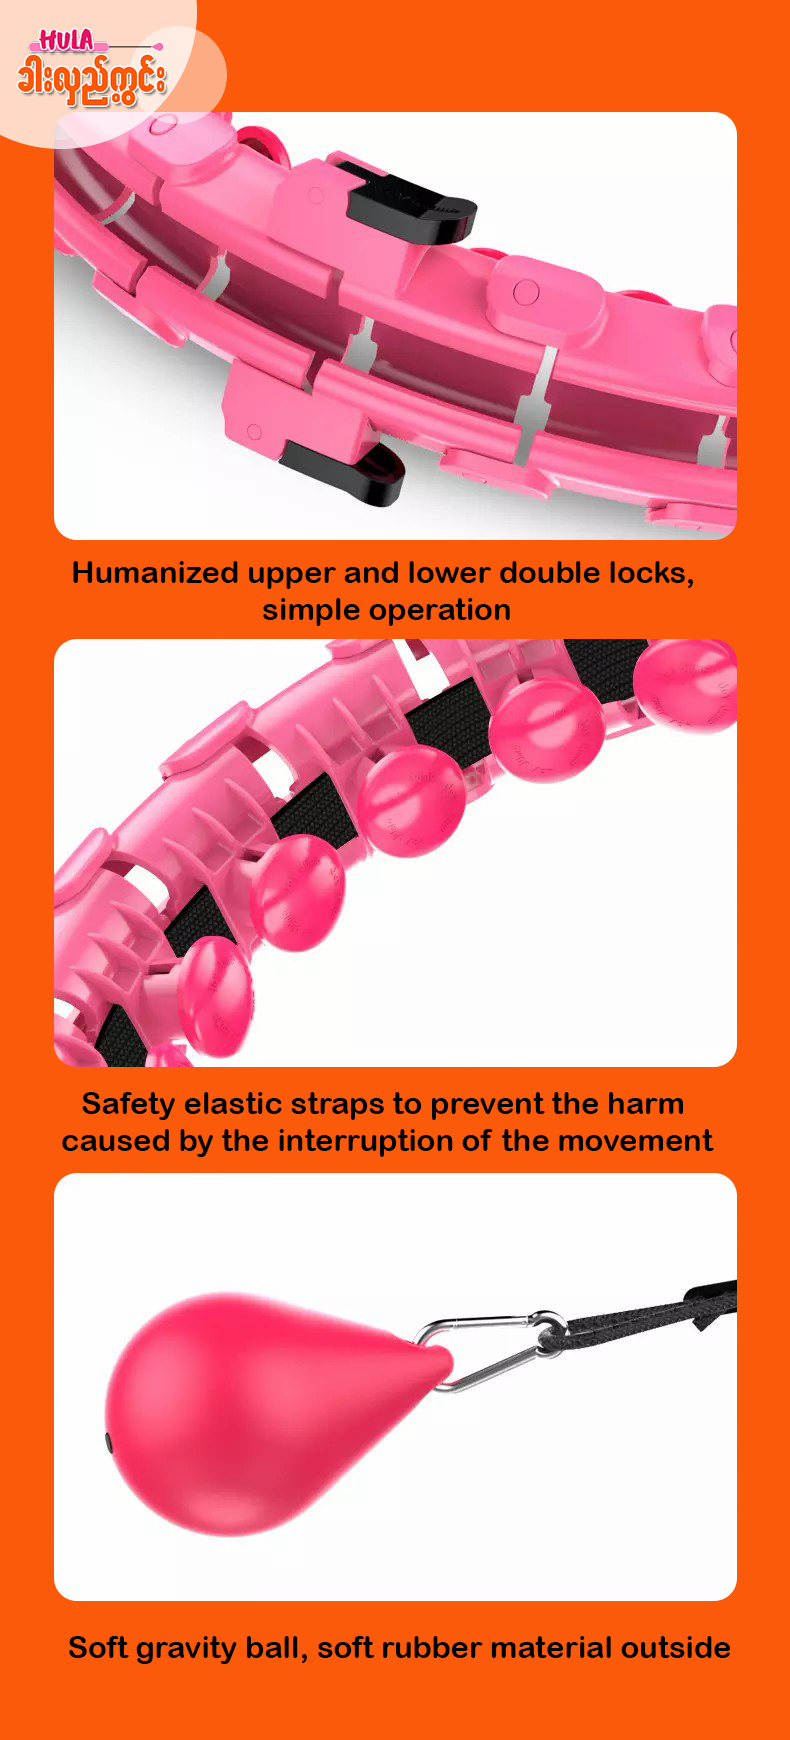 HULA
ခါးလှည့်ကွင်း
Humanized upper and lower double locks,
simple operation
Safety elastic straps to prevent the harm
caused by the interruption of the movement
Soft gravity ball, soft rubber material outside